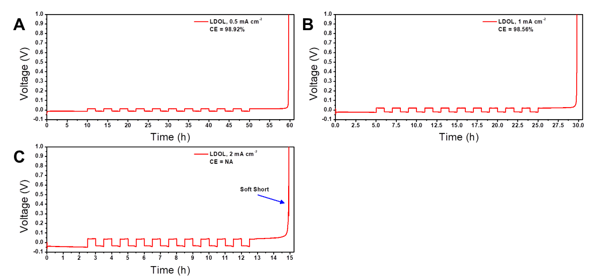 A
LDOL, 0.5 mA cm⁻²
CE = 98.92%
Voltage (V)
1.0
0.9
0.8
0.7
0.6
0.5
0.4
0.3
0.2
0.1
0.0
-0.1
0 5 10 15 20 25 30 35 40 45 50 55 60
Time (h)
B
LDOL, 1 mA cm⁻²
CE = 98.56%
Voltage (V)
1.0
0.9
0.8
0.7
0.6
0.5
0.4
0.3
0.2
0.1
0.0
-0.1
0.0 2.5 5.0 7.5 10.0 12.5 15.0 17.5 20.0 22.5 25.0 27.5 30.0
Time (h)
C
LDOL, 2 mA cm⁻²
CE = NA
Soft Short
Voltage (V)
1.0
0.9
0.8
0.7
0.6
0.5
0.4
0.3
0.2
0.1
0.0
-0.1
0 1 2 3 4 5 6 7 8 9 10 11 12 13 14 15
Time (h)